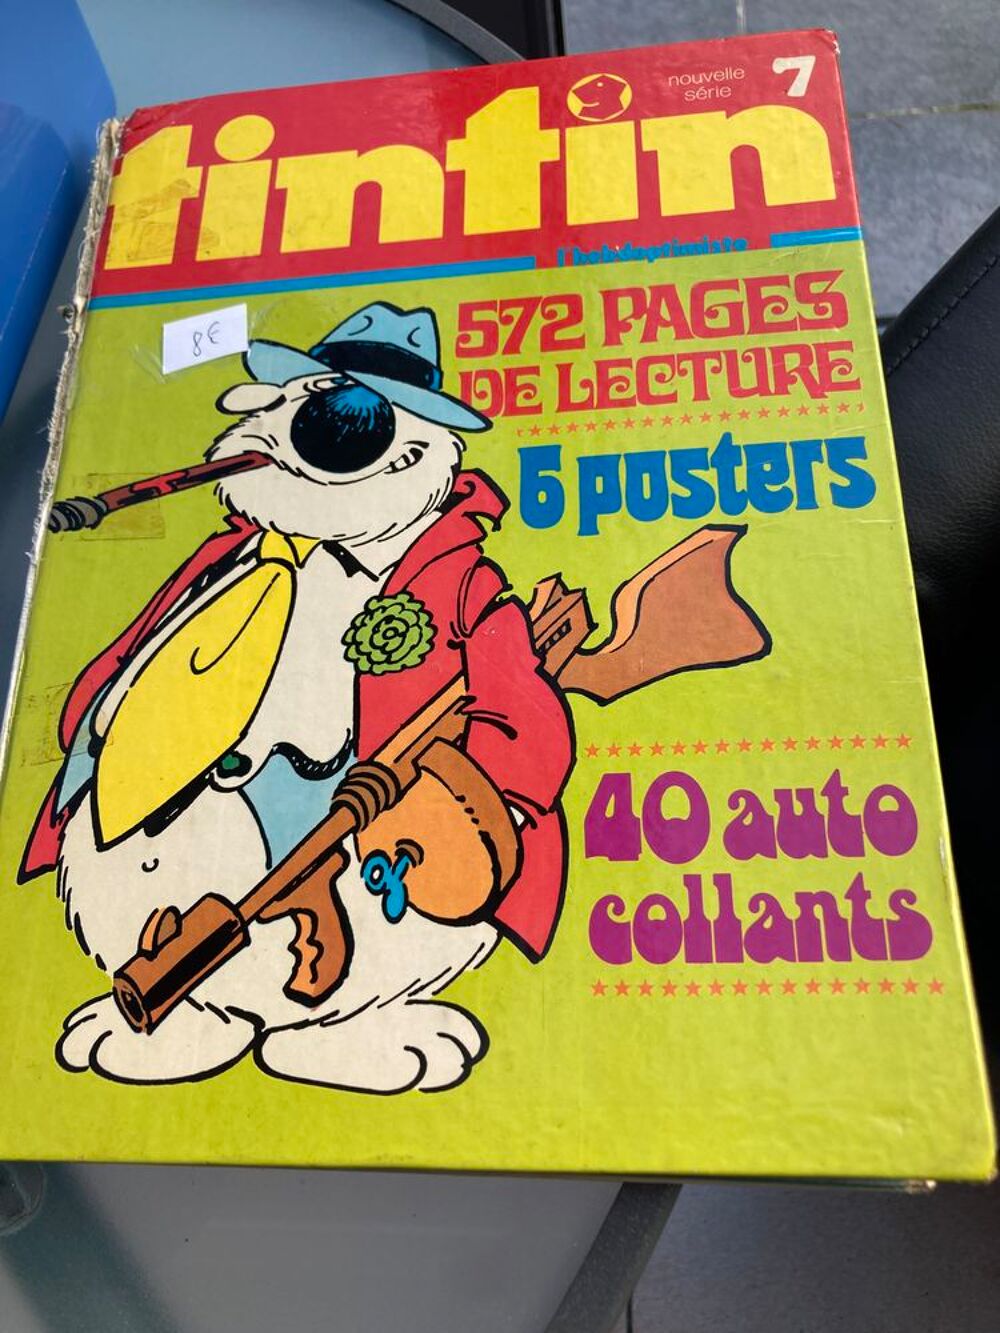 nouvelle
série
7
tintin
l'hebdoptimiste
8€
572 PAGES
DE LECTURE
6 posters
40 auto
collants